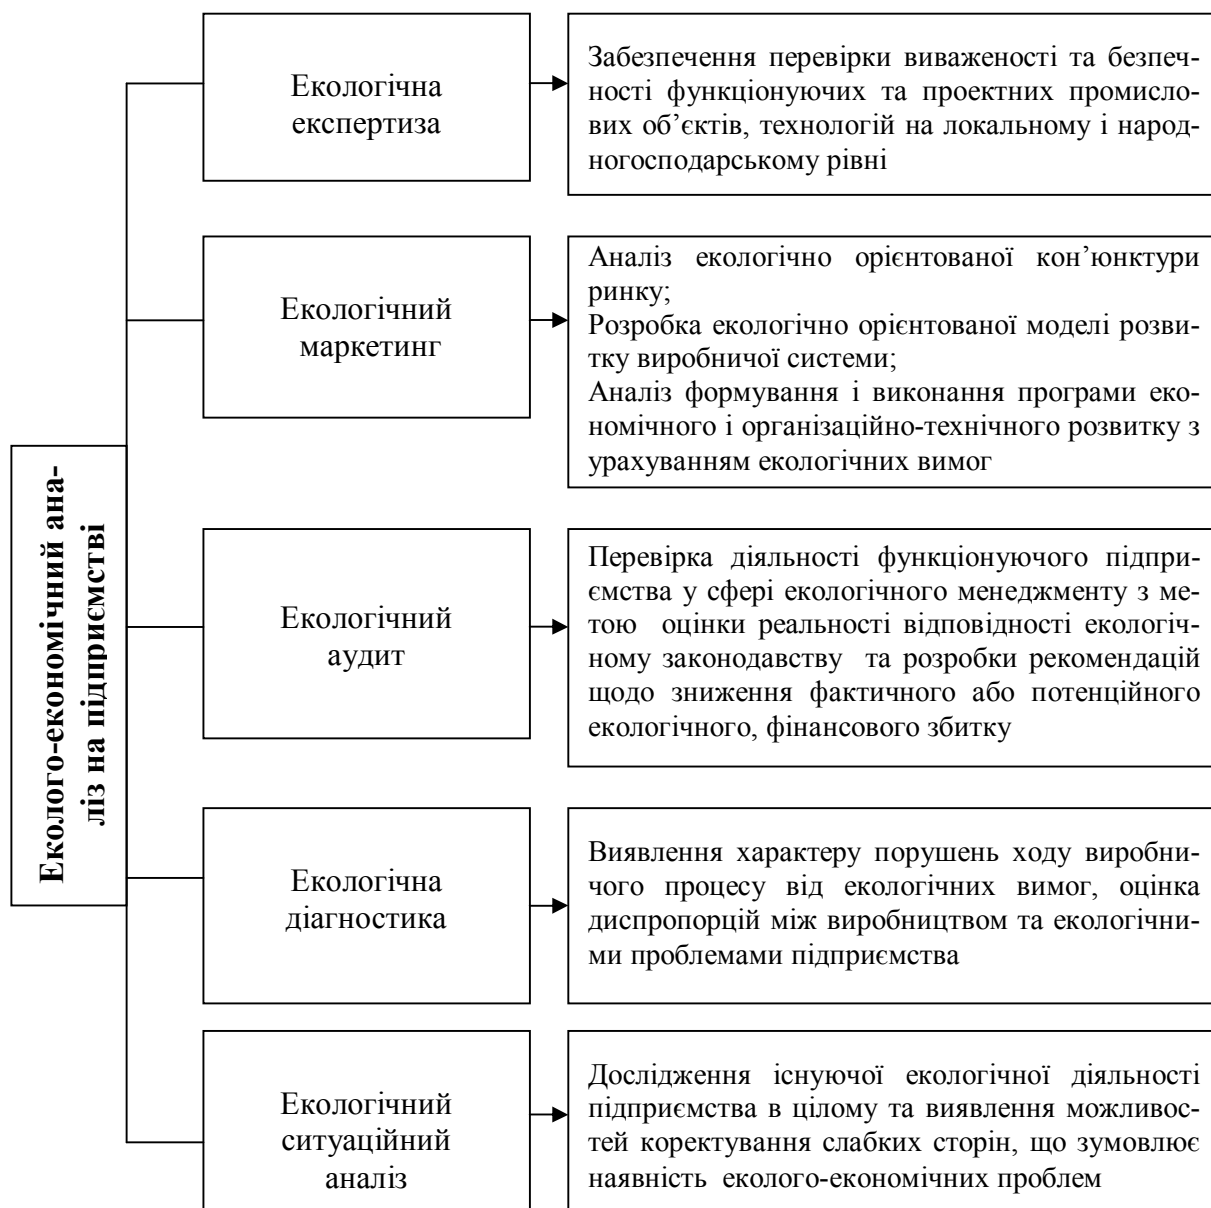 Еколого-економічний ана-
ліз на підприємстві
Екологічна
експертиза
Забезпечення перевірки виваженості та безпеч-
ності функціонуючих та проектних промисло-
вих об’єктів, технологій на локальному і народ-
ногосподарському рівні
Екологічний
маркетинг
Аналіз екологічно орієнтованої кон’юнктури
ринку;
Розробка екологічно орієнтованої моделі розви-
тку виробничої системи;
Аналіз формування і виконання програми еко-
номічного і організаційно-технічного розвитку з
урахуванням екологічних вимог
Екологічний
аудит
Перевірка діяльності функціонуючого підпри-
ємства у сфері екологічного менеджменту з ме-
тою оцінки реальності відповідності екологіч-
ному законодавству та розробки рекомендацій
щодо зниження фактичного або потенційного
екологічного, фінансового збитку
Екологічна
діагностика
Виявлення характеру порушень ходу виробни-
чого процесу від екологічних вимог, оцінка
диспропорцій між виробництвом та екологічни-
ми проблемами підприємства
Екологічний
ситуаційний
аналіз
Дослідження існуючої екологічної діяльності
підприємства в цілому та виявлення можливос-
тей коректування слабких сторін, що зумовлює
наявність еколого-економічних проблем